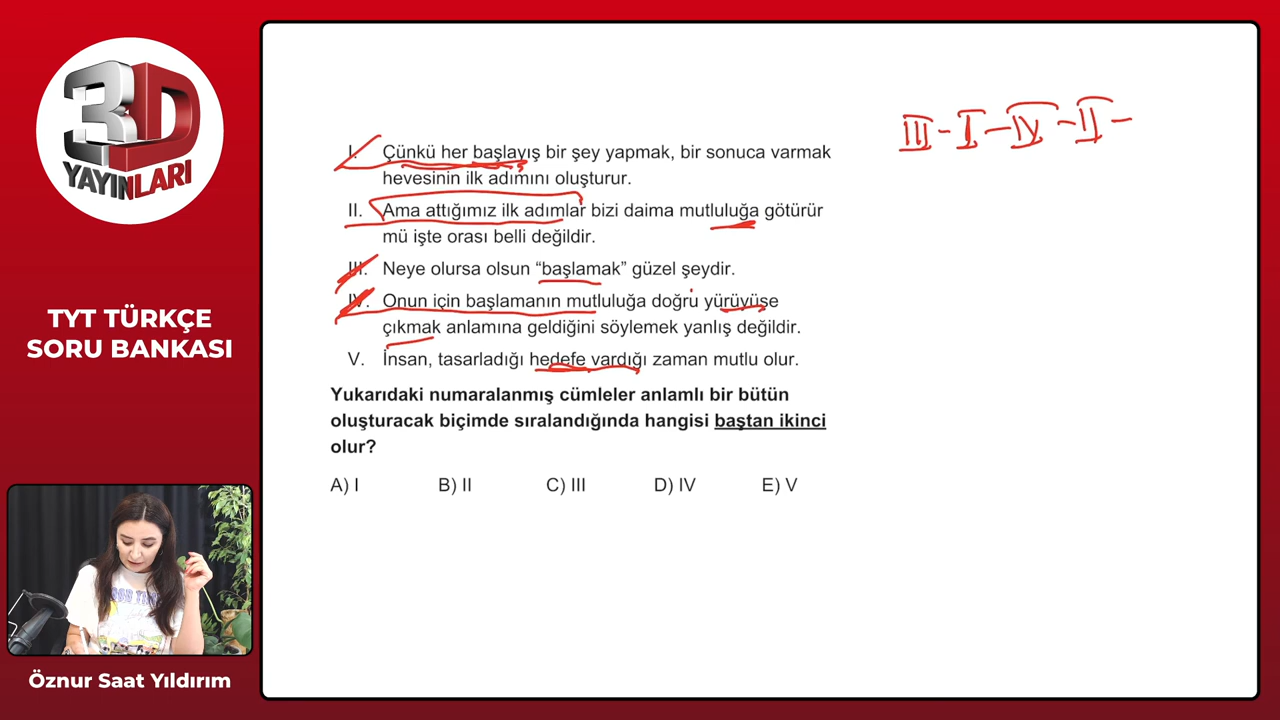 3D
YAYINLARI
TYT TÜRKÇE
SORU BANKASI
Öznur Saat Yıldırım
III - I - IV - II -
I. Çünkü her başlayış bir şey yapmak, bir sonuca varmak
hevesinin ilk adımını oluşturur.
II. Ama attığımız ilk adımlar bizi daima mutluluğa götürür
mü işte orası belli değildir.
III. Neye olursa olsun “başlamak” güzel şeydir.
IV. Onun için başlamanın mutluluğa doğru yürüyüşe
çıkmak anlamına geldiğini söylemek yanlış değildir.
V. İnsan, tasarladığı hedefe vardığı zaman mutlu olur.
Yukarıdaki numaralanmış cümleler anlamlı bir bütün
oluşturacak biçimde sıralandığında hangisi baştan ikinci
olur?
A) I B) II C) III D) IV E) V